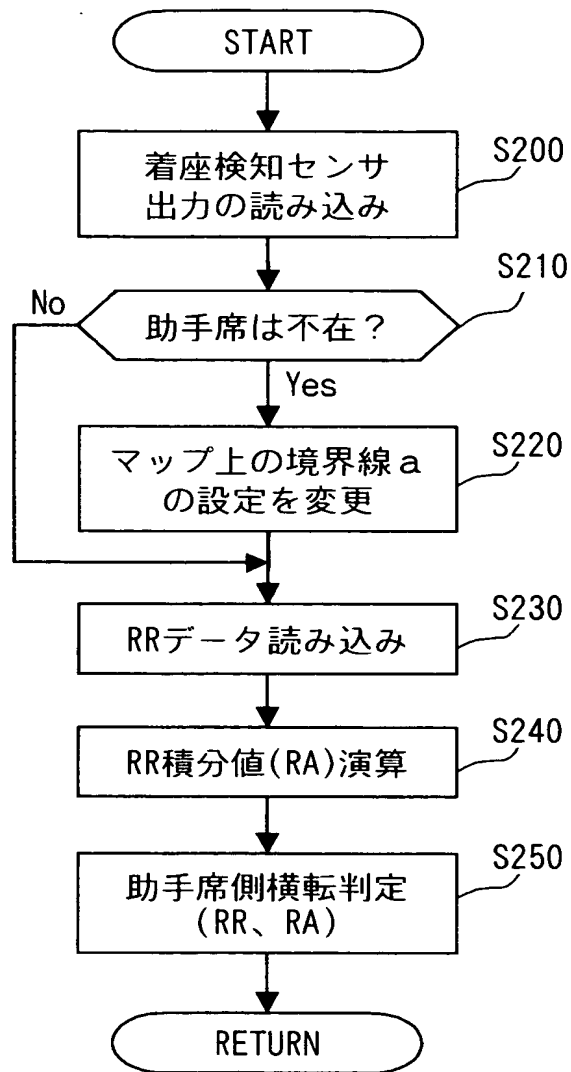 START
着座検知センサ
出力の読み込み
S200
助手席は不在？
S210
No
Yes
マップ上の境界線a
の設定を変更
S220
RRデータ読み込み
S230
RR積分値(RA)演算
S240
助手席側横転判定
(RR、RA)
S250
RETURN